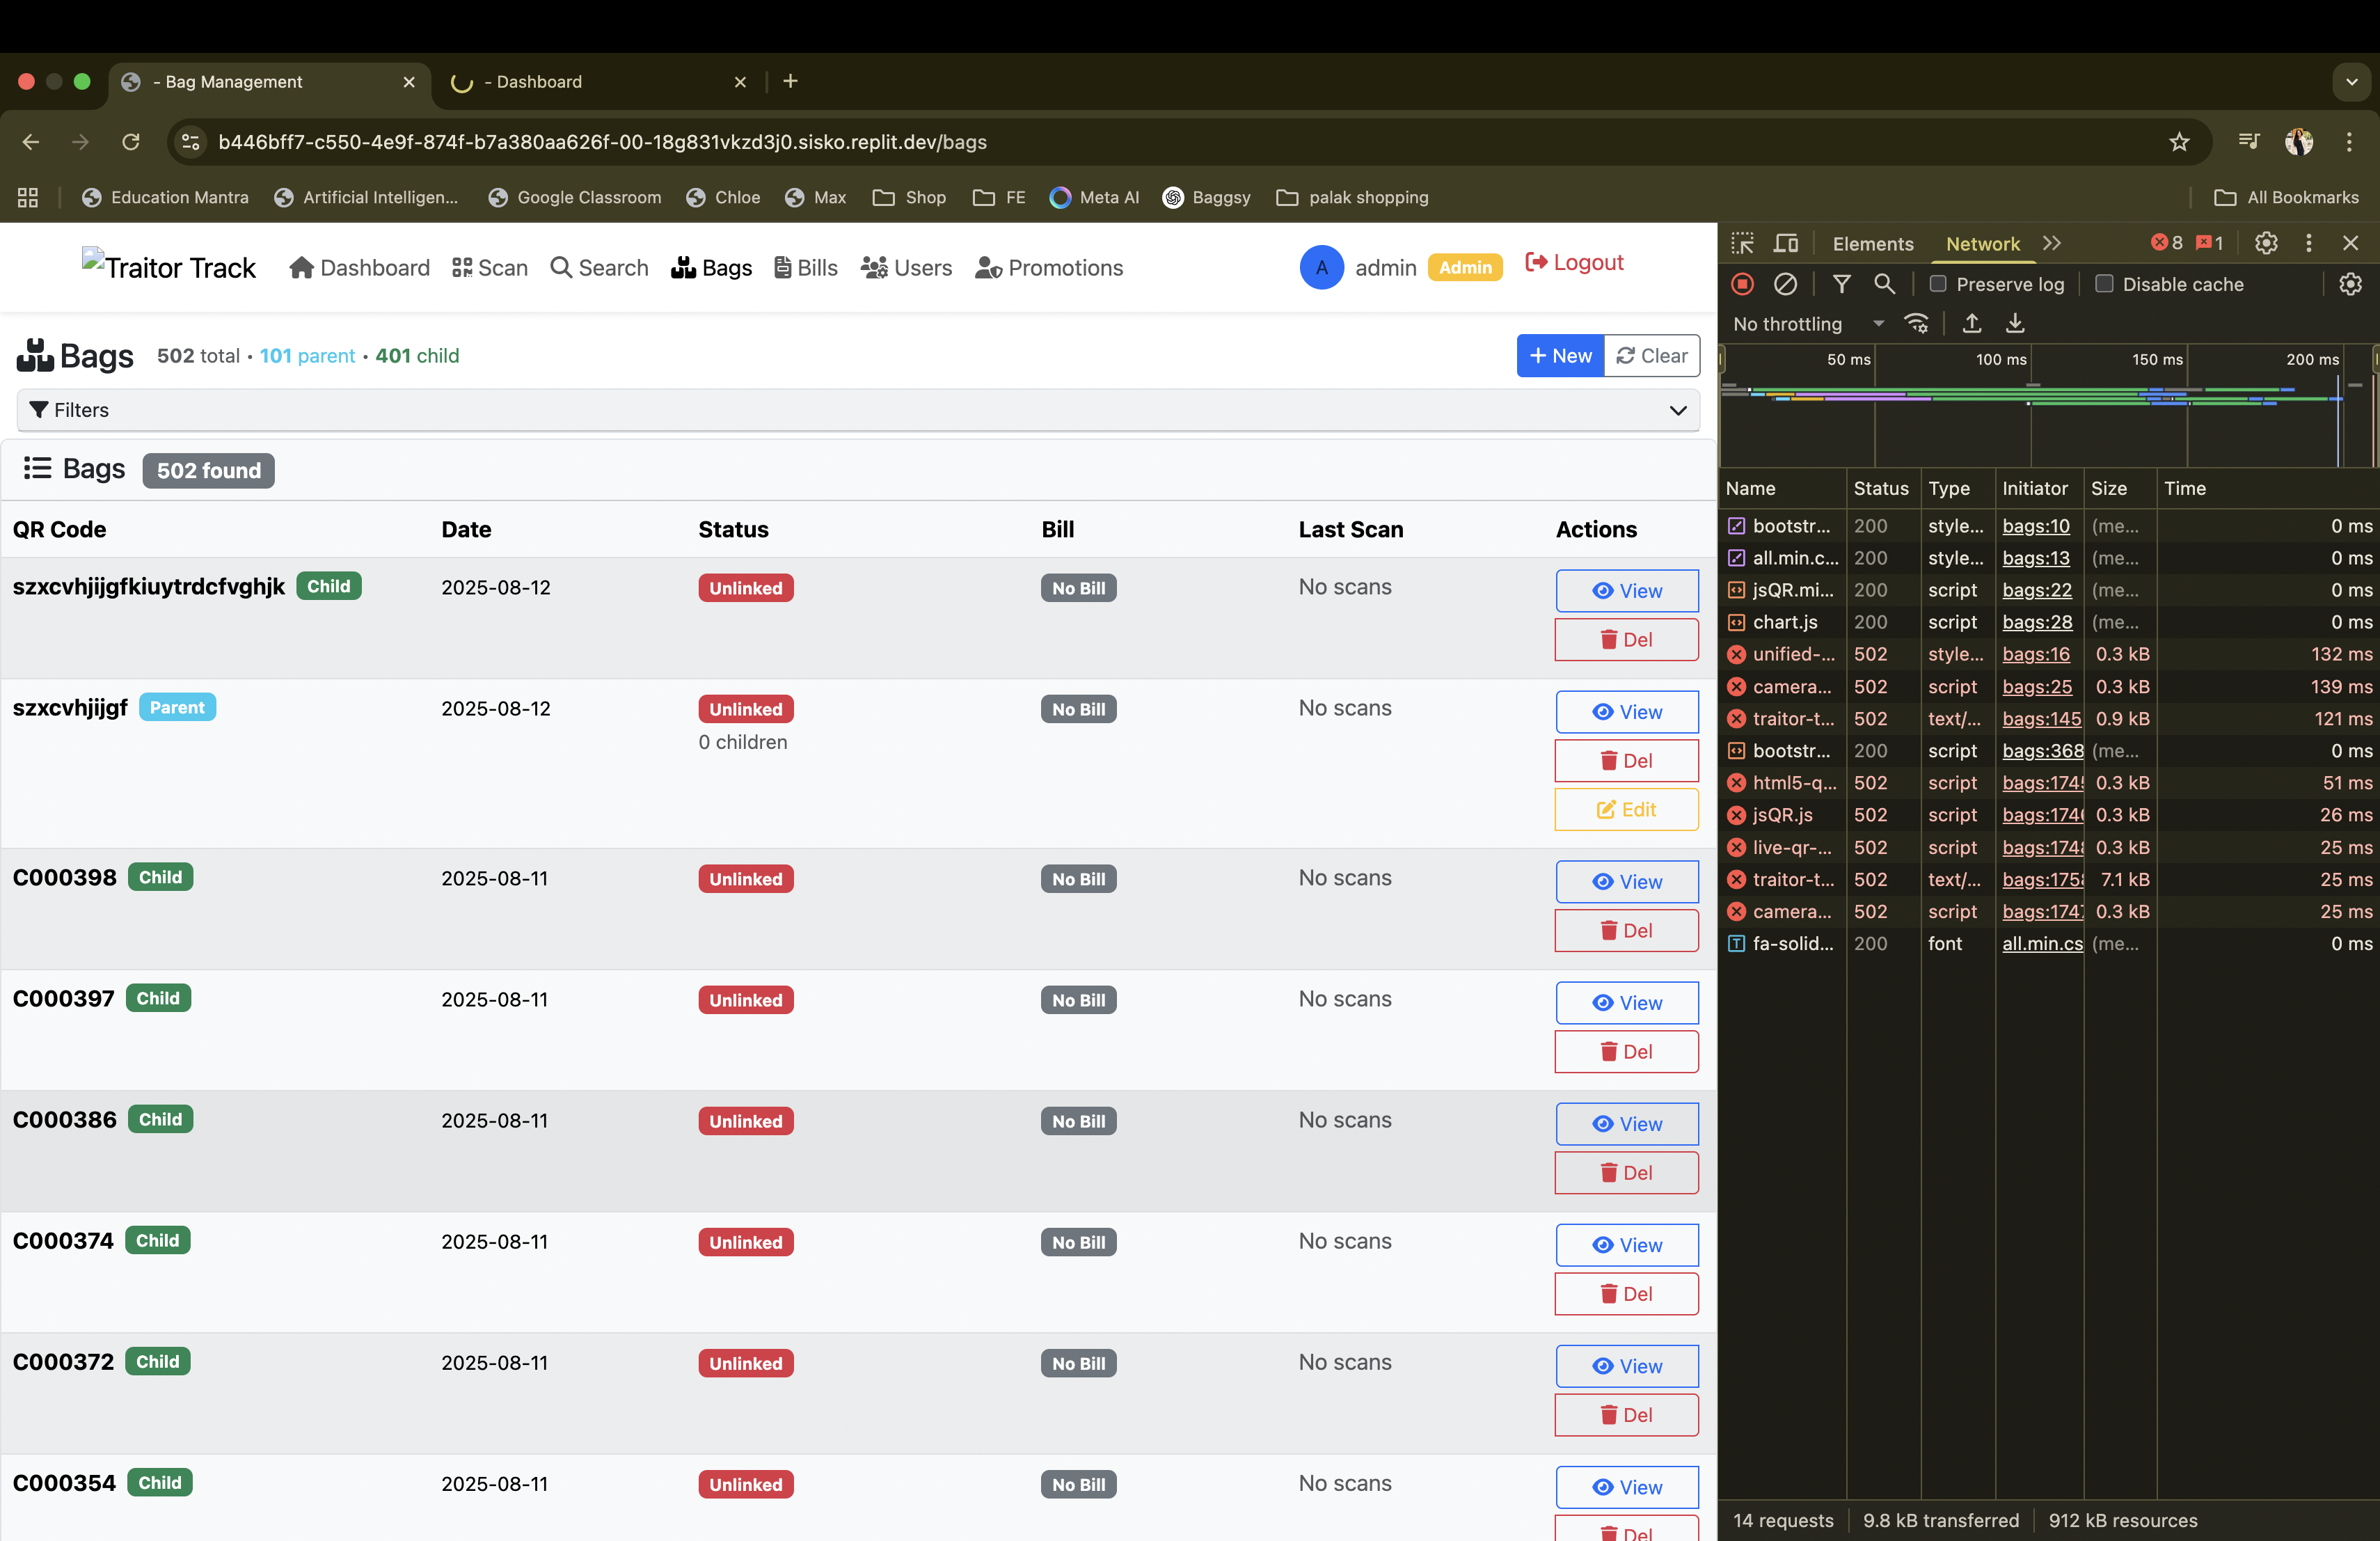 - Bag Management
- Dashboard
b446bff7-c550-4e9f-874f-b7a380aa626f-00-18g831vkzd3j0.sisko.replit.dev/bags
Education Mantra Artificial Intelligen... Google Classroom Chloe Max Shop FE Meta AI Baggsy palak shopping All Bookmarks
Traitor Track Dashboard Scan Search Bags Bills Users Promotions A admin Admin Logout
Bags 502 total • 101 parent • 401 child New Clear
Filters
Bags 502 found
QR Code Date Status Bill Last Scan Actions
szxcvhjijgfkiuytrdcfvghjk Child 2025-08-12 Unlinked No Bill No scans View
Del
szxcvhjijgf Parent 2025-08-12 Unlinked No Bill No scans View
0 children
Del
Edit
C000398 Child 2025-08-11 Unlinked No Bill No scans View
Del
C000397 Child 2025-08-11 Unlinked No Bill No scans View
Del
C000386 Child 2025-08-11 Unlinked No Bill No scans View
Del
C000374 Child 2025-08-11 Unlinked No Bill No scans View
Del
C000372 Child 2025-08-11 Unlinked No Bill No scans View
Del
C000354 Child 2025-08-11 Unlinked No Bill No scans View
Del
Elements Network 8 1
Preserve log Disable cache
No throttling
50 ms 100 ms 150 ms 200 ms
Name Status Type Initiator Size Time
bootstr... 200 style... bags:10 (me... 0 ms
all.min.c... 200 style... bags:13 (me... 0 ms
jsQR.mi... 200 script bags:22 (me... 0 ms
chart.js 200 script bags:28 (me... 0 ms
unified-... 502 style... bags:16 0.3 kB 132 ms
camera... 502 script bags:25 0.3 kB 139 ms
traitor-t... 502 text/... bags:145 0.9 kB 121 ms
bootstr... 200 script bags:368 (me... 0 ms
html5-q... 502 script bags:1745 0.3 kB 51 ms
jsQR.js 502 script bags:1746 0.3 kB 26 ms
live-qr-... 502 script bags:1748 0.3 kB 25 ms
traitor-t... 502 text/... bags:1758 7.1 kB 25 ms
camera... 502 script bags:1747 0.3 kB 25 ms
fa-solid... 200 font all.min.cs (me... 0 ms
14 requests 9.8 kB transferred 912 kB resources